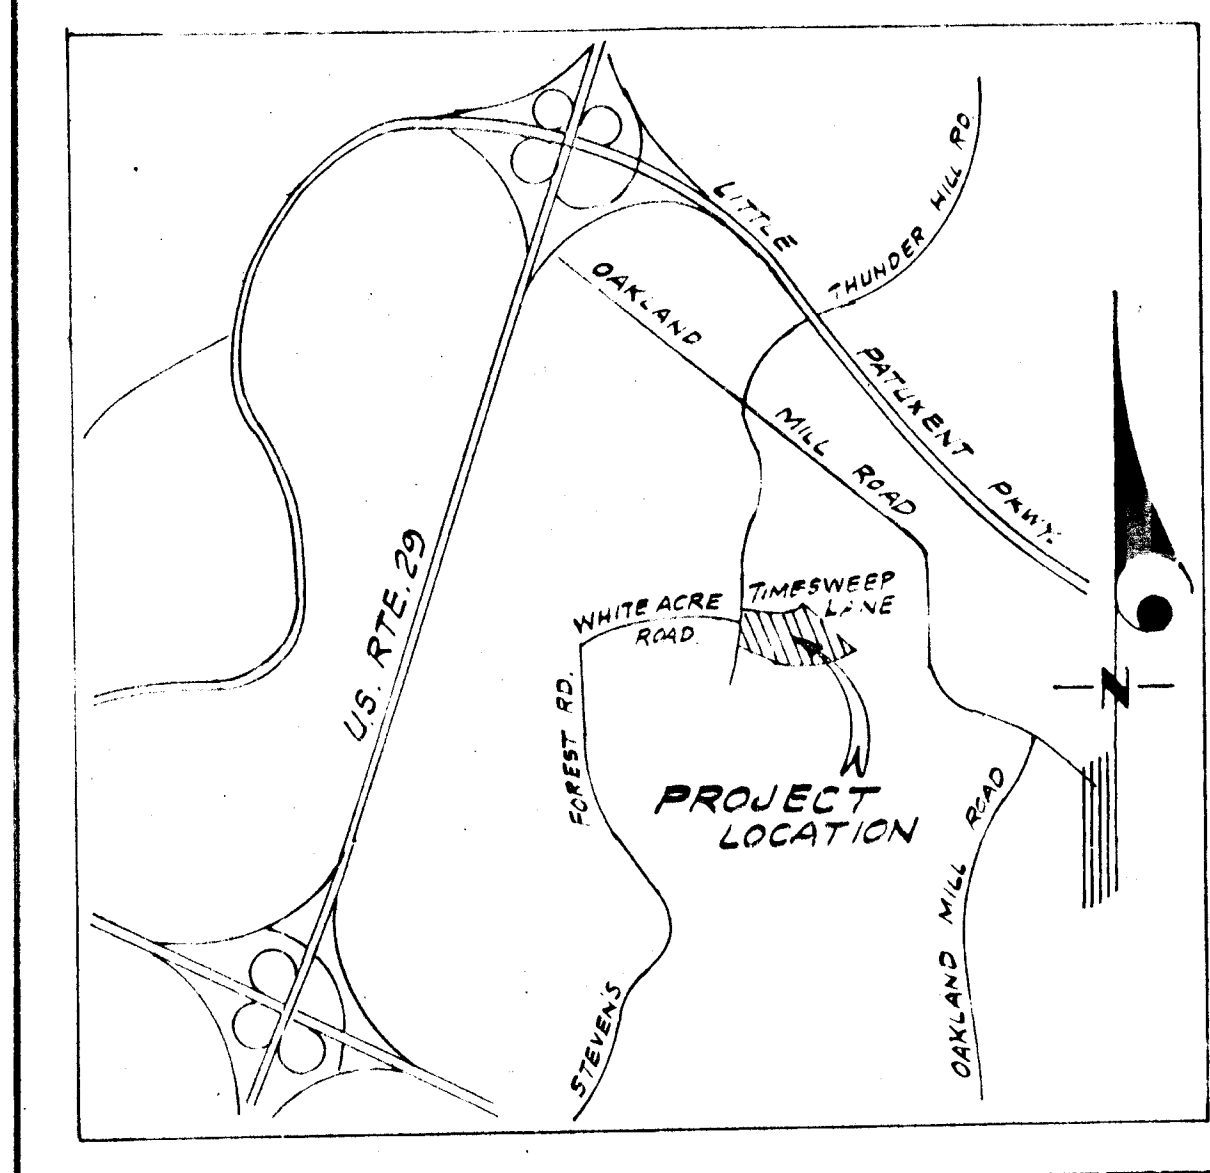 LITTLE
PATUXENT
PKWY.
THUNDER HILL RD.
OAKLAND
MILL ROAD
U.S. RTE. 29
TIMESWEEP
LANE
WHITE ACRE
ROAD
STEVEN'S
FOREST RD.
PROJECT
LOCATION
OAKLAND MILL ROAD
N